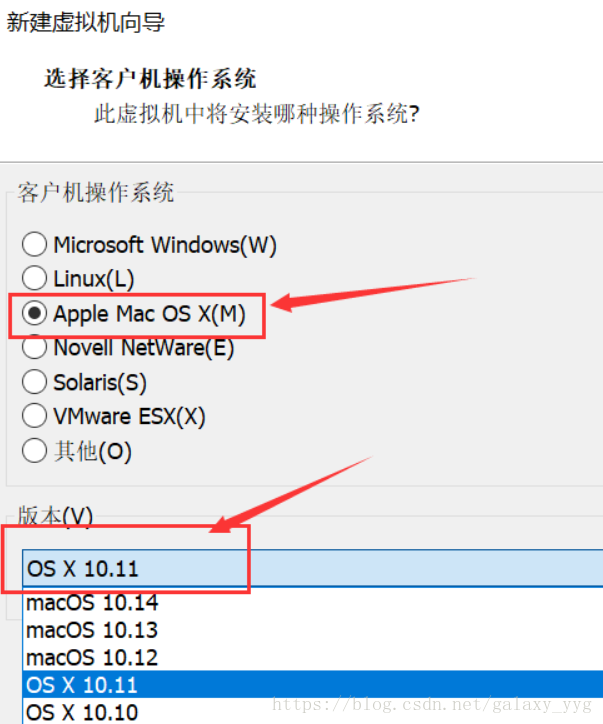 新建虚拟机向导
选择客户机操作系统
此虚拟机中将安装哪种操作系统?
客户机操作系统
Microsoft Windows(W)
Linux(L)
Apple Mac OS X(M)
Novell NetWare(E)
Solaris(S)
VMware ESX(X)
其他(O)
版本(V)
OS X 10.11
macOS 10.14
macOS 10.13
macOS 10.12
OS X 10.11
OS X 10.10
https://blog.csdn.net/galaxy_yyg